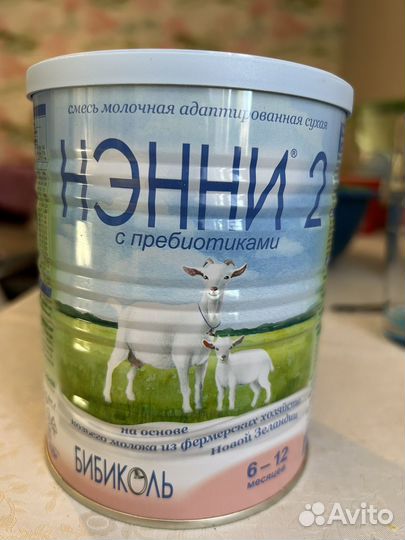 смесь молочная адаптированная сухая
НЭННИ® 2
с пребиотиками
на основе
козьего молока из фермерских хозяйств
Новой Зеландии
БИБИКОЛЬ
6 – 12
месяцев
Avito